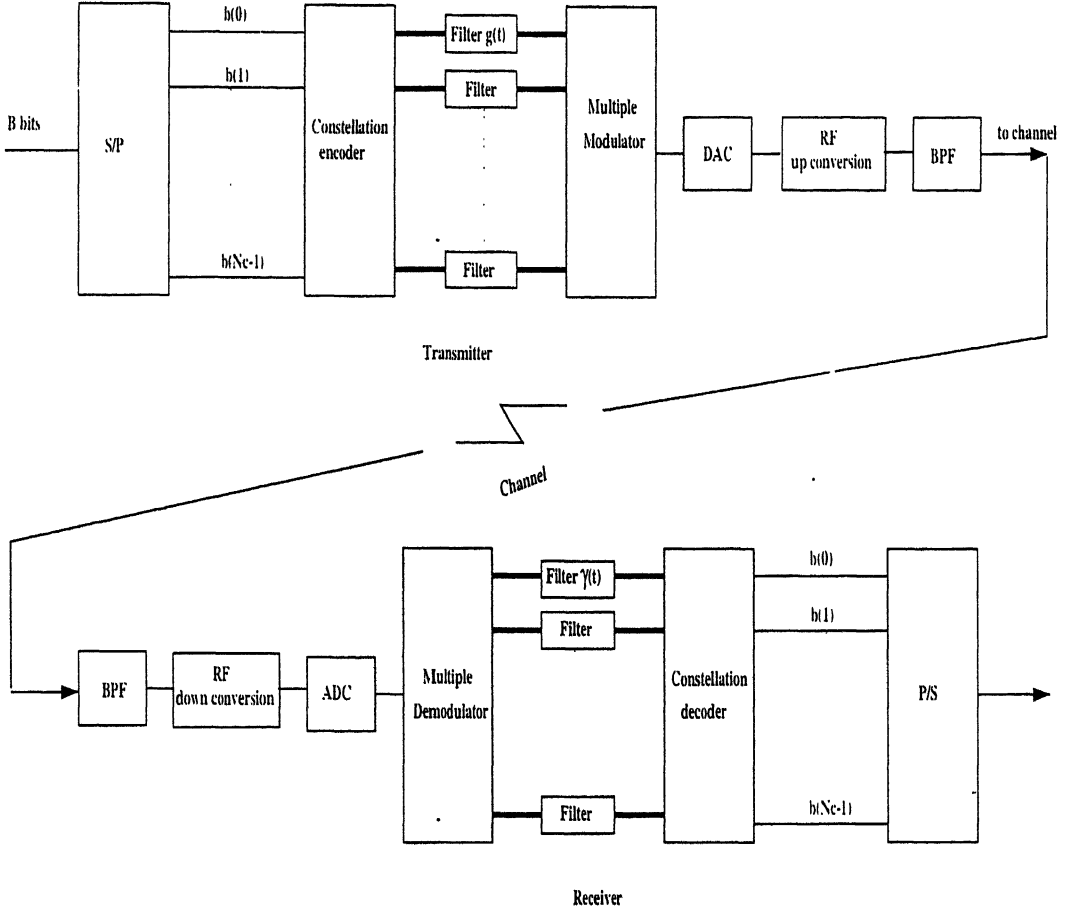 b(0)
Filter g(t)
b(1)
Filter
B bits
S/P
Constellation
encoder
Multiple
Modulator
DAC
RF
up conversion
BPF
to channel
b(Nc-1)
Filter
Transmitter
Channel
b(0)
Filter γ(t)
b(1)
Filter
BPF
RF
down conversion
ADC
Multiple
Demodulator
Constellation
decoder
P/S
b(Nc-1)
Filter
Receiver